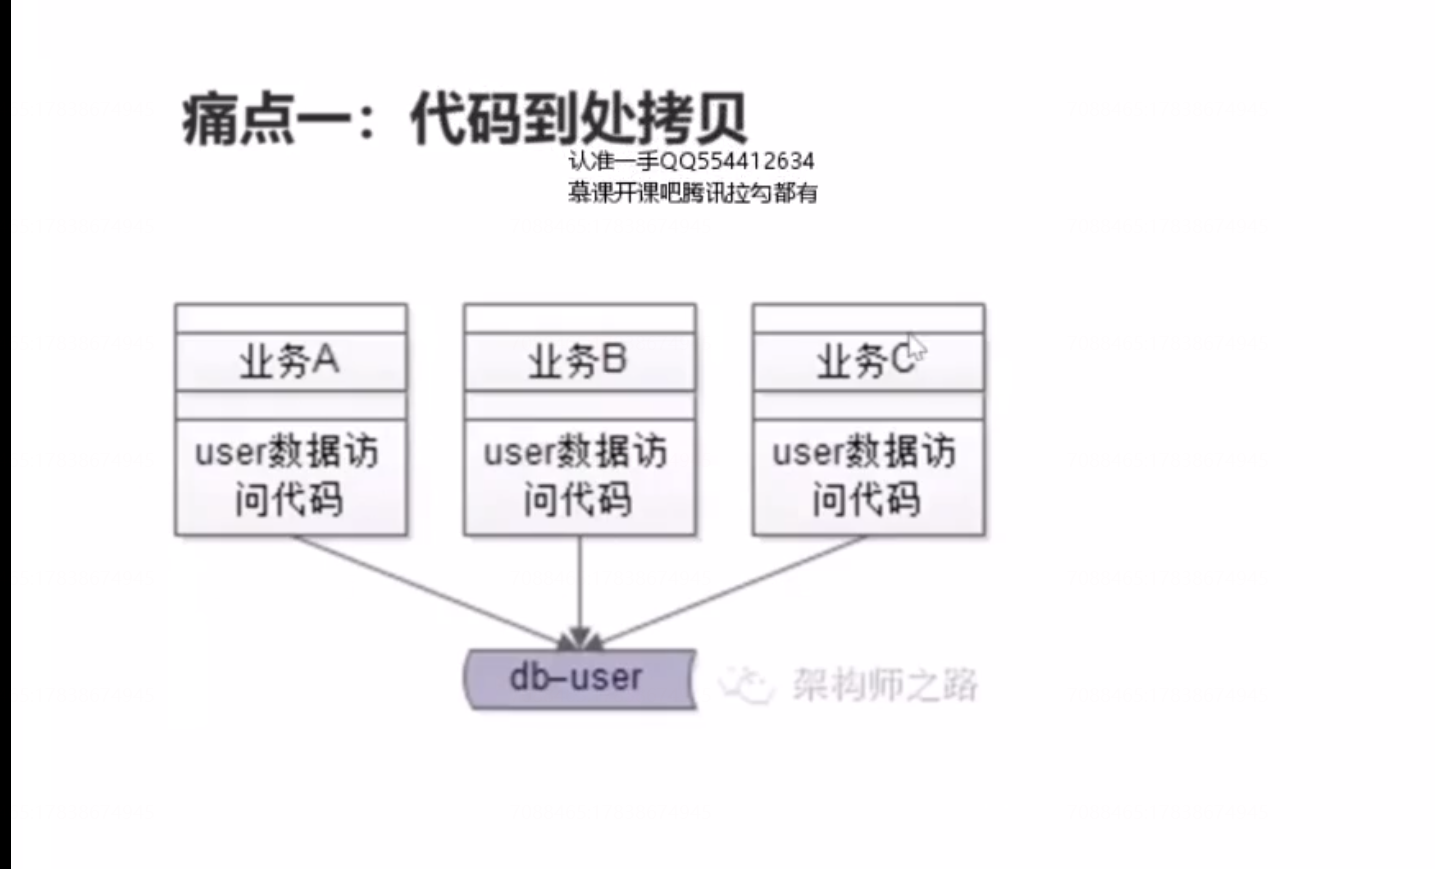 痛点一：代码到处拷贝
认准一手QQ554412634
慕课开课吧腾讯拉勾都有
业务A
业务B
业务C
user数据访
问代码
user数据访
问代码
user数据访
问代码
db-user
架构师之路